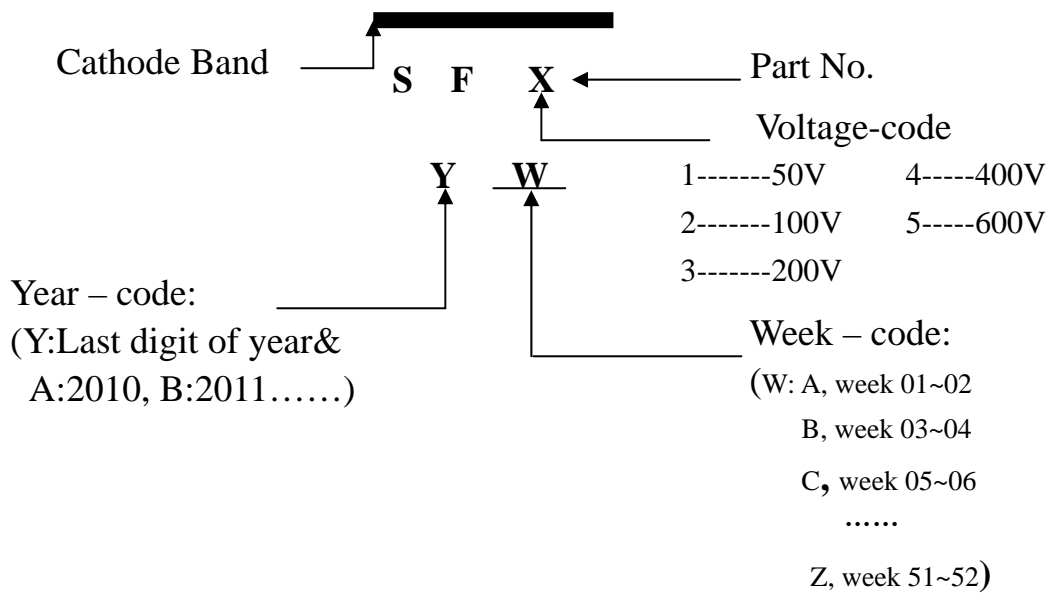 Cathode Band
S F X
Part No.
Voltage-code
1-------50V 4-----400V
2-------100V 5-----600V
3-------200V
Y W
Year – code:
(Y:Last digit of year&
A:2010, B:2011……)
Week – code:
(W: A, week 01~02
B, week 03~04
C, week 05~06
……
Z, week 51~52)